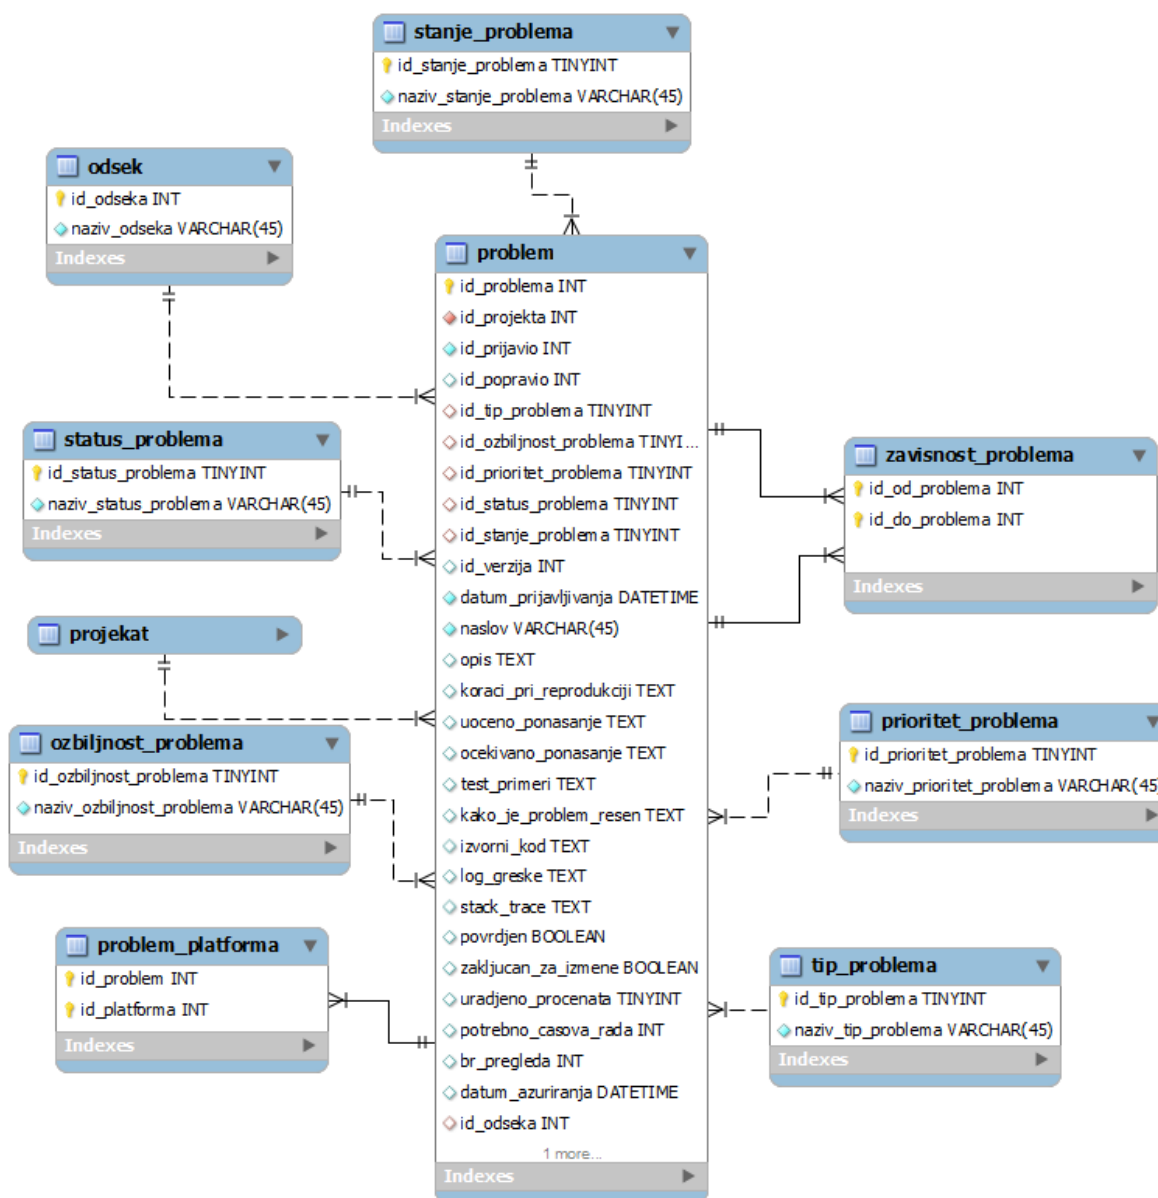 stanje_problema
id_stanje_problema TINYINT
naziv_stanje_problema VARCHAR(45)
Indexes
odsek
id_odseka INT
naziv_odseka VARCHAR(45)
Indexes
problem
id_problema INT
id_projekta INT
id_prijavio INT
id_popravio INT
id_tip_problema TINYINT
id_ozbiljnost_problema TINYI...
id_prioritet_problema TINYINT
id_status_problema TINYINT
id_stanje_problema TINYINT
id_verzija INT
datum_prijavljivanja DATETIME
naslov VARCHAR(45)
opis TEXT
koraci_pri_reprodukciji TEXT
uoceno_ponasanje TEXT
ocekivano_ponasanje TEXT
test_primeri TEXT
kako_je_problem_resen TEXT
izvorni_kod TEXT
log_greske TEXT
stack_trace TEXT
povrdjen BOOLEAN
zakljucan_za_izmene BOOLEAN
uradjeno_procenata TINYINT
potrebno_casova_rada INT
br_pregleda INT
datum_azuriranja DATETIME
id_odseka INT
1 more...
Indexes
status_problema
id_status_problema TINYINT
naziv_status_problema VARCHAR(45)
Indexes
zavisnost_problema
id_od_problema INT
id_do_problema INT
Indexes
projekat
ozbiljnost_problema
id_ozbiljnost_problema TINYINT
naziv_ozbiljnost_problema VARCHAR(45)
Indexes
prioritet_problema
id_prioritet_problema TINYINT
naziv_prioritet_problema VARCHAR(45)
Indexes
problem_platforma
id_problem INT
id_platforma INT
Indexes
tip_problema
id_tip_problema TINYINT
naziv_tip_problema VARCHAR(45)
Indexes